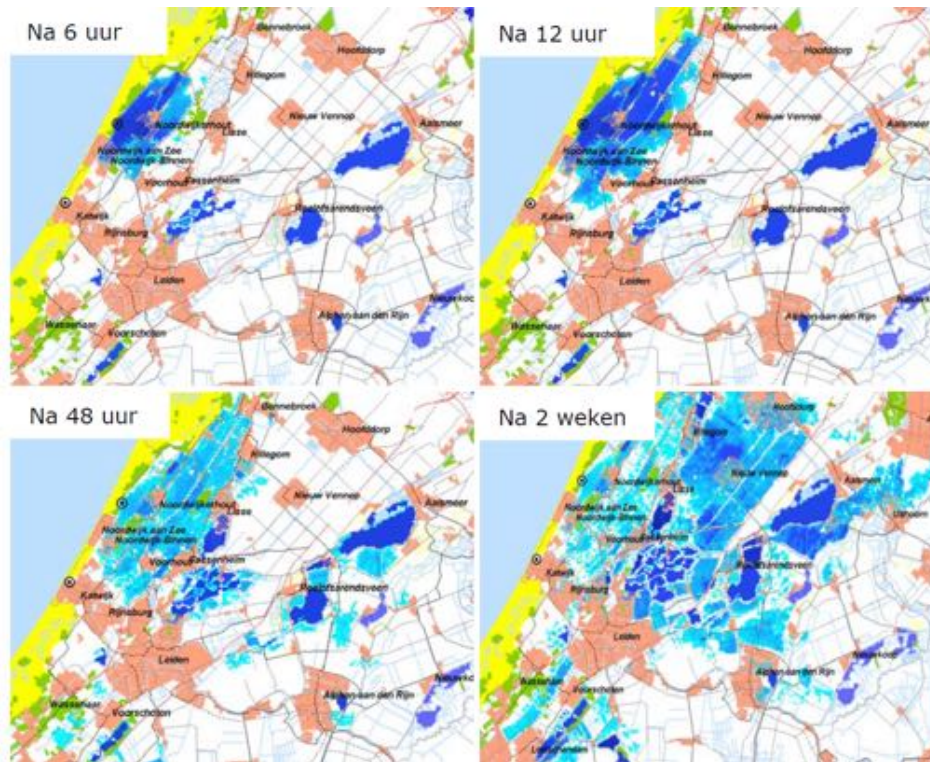 Na 6 uur
Bennebroek
Hoofddorp
Hillegom
Nieuw Vennep
Aalsmeer
Noordwijkerhout
Lisse
Noordwijk aan Zee
Noordwijk-Binnen
Voorhout
Sassenheim
Katwijk
Rijnsburg
Roelofarendsveen
Leiden
Wassenaar
Voorschoten
Alphen aan den Rijn
Nieuwkoo
Na 12 uur
Bennebroek
Hoofddorp
Hillegom
Nieuw Vennep
Aalsmeer
Noordwijkerhout
Lisse
Noordwijk aan Zee
Noordwijk-Binnen
Voorhout
Sassenheim
Katwijk
Rijnsburg
Roelofarendsveen
Leiden
Wassenaar
Voorschoten
Alphen aan den Rijn
Nieuwkoo
Na 48 uur
Bennebroek
Hoofddorp
Hillegom
Nieuw Vennep
Aalsmeer
Noordwijkerhout
Lisse
Noordwijk aan Zee
Noordwijk-Binnen
Voorhout
Sassenheim
Katwijk
Rijnsburg
Roelofarendsveen
Leiden
Wassenaar
Voorschoten
Alphen aan den Rijn
Nieuwkoo
Na 2 weken
Hoofddorp
Hillegom
Nieuw Vennep
Aalsmeer
Uithoorn
Noordwijkerhout
Lisse
Noordwijk aan Zee
Noordwijk-Binnen
Voorhout
Sassenheim
Katwijk
Rijnsburg
Roelofarendsveen
Leiden
Nieuwkoop
Wassenaar
Voorschoten
Alphen aan den Rijn
Leidschendam